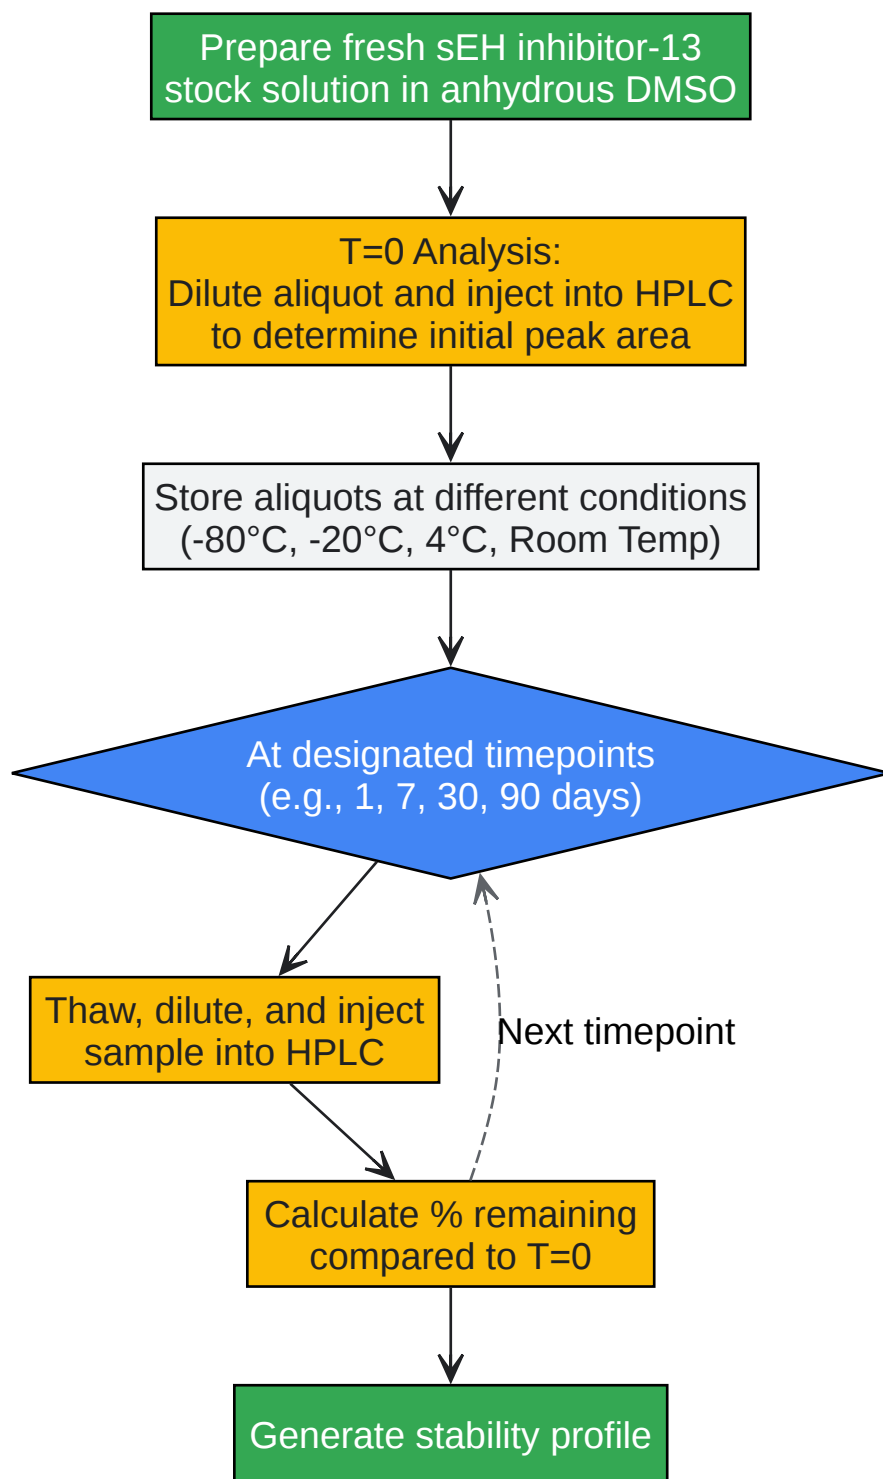 Prepare fresh sEH inhibitor-13
stock solution in anhydrous DMSO
T=0 Analysis:
Dilute aliquot and inject into HPLC
to determine initial peak area
Store aliquots at different conditions
(-80°C, -20°C, 4°C, Room Temp)
At designated timepoints
(e.g., 1, 7, 30, 90 days)
Thaw, dilute, and inject
sample into HPLC
Next timepoint
Calculate % remaining
compared to T=0
Generate stability profile